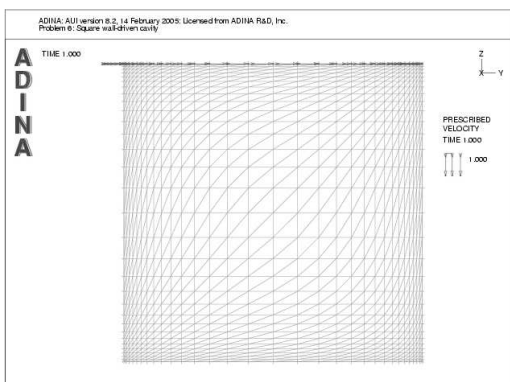 ADINA: AUI version 8.2, 14 February 2005: Licensed from ADINA R&D, Inc.
Problem 6: Square wall-driven cavity
ADINA
TIME 1.000
Z
X Y
PRESCRIBED
VELOCITY
TIME 1.000
1.000